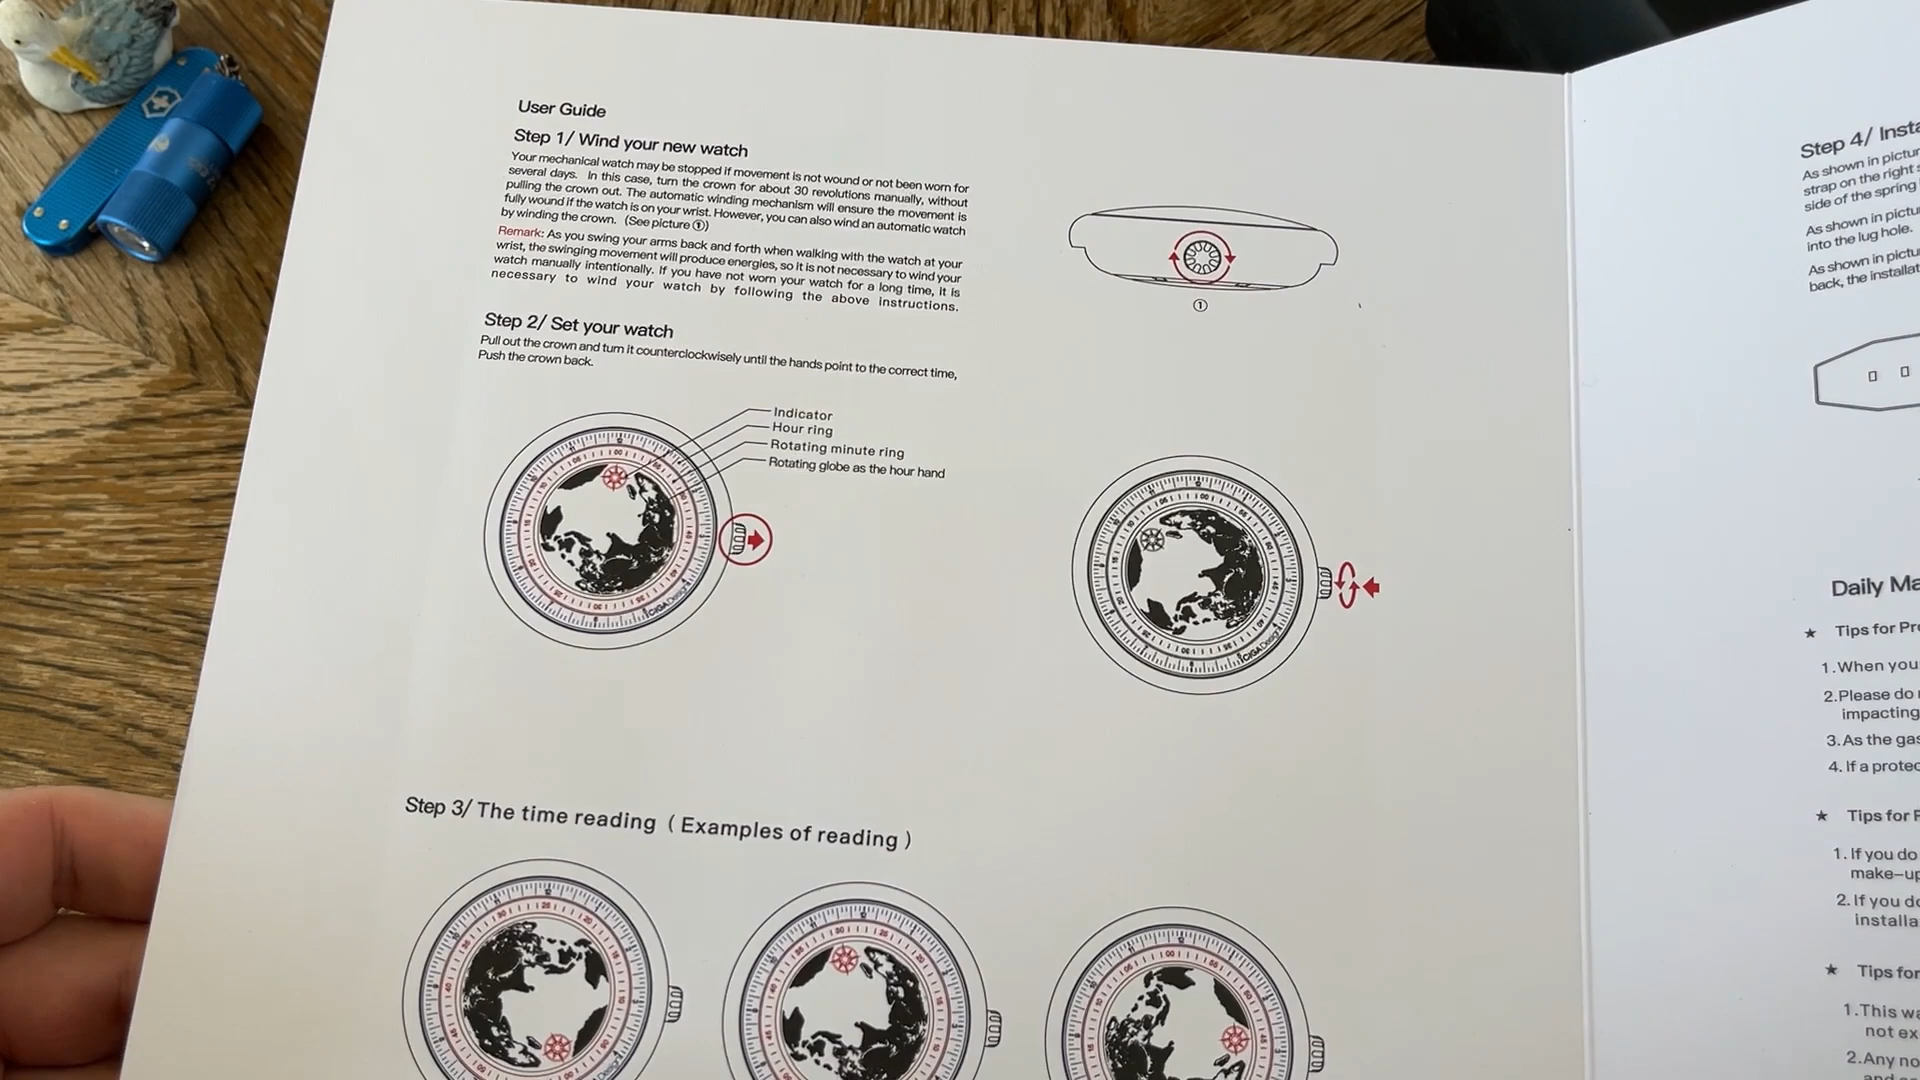 User Guide
Step 1/ Wind your new watch
Your mechanical watch may be stopped if movement is not wound or not been worn for
several days. In this case, turn the crown for about 30 revolutions manually, without
pulling the crown out. The automatic winding mechanism will ensure the movement is
fully wound if the watch is on your wrist. However, you can also wind an automatic watch
by winding the crown. (See picture ①)
Remark: As you swing your arms back and forth when walking with the watch at your
wrist, the swinging movement will produce energies, so it is not necessary to wind your
watch manually intentionally. If you have not worn your watch for a long time, it is
necessary to wind your watch by following the above instructions.
①
Step 2/ Set your watch
Pull out the crown and turn it counterclockwisely until the hands point to the correct time,
Push the crown back.
Indicator
Hour ring
Rotating minute ring
Rotating globe as the hour hand
CIGA Design
CIGA Design
Step 3/ The time reading ( Examples of reading )
Step 4/ Insta
As shown in pictur
strap on the right s
side of the spring
As shown in pictu
into the lug hole.
As shown in pictu
back, the installat
Daily Ma
★ Tips for Pr
1.When you
2.Please do
impacting
3.As the gas
4. If a protec
★ Tips for F
1. If you do
make-up
2. If you do
installa
★ Tips for
1.This wa
not ex
2.Any no